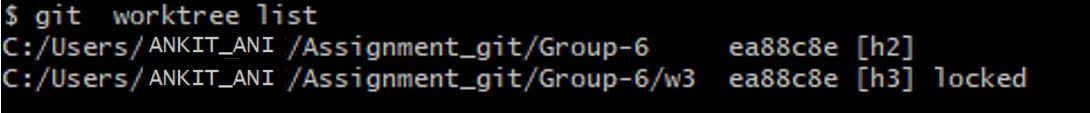 $ git  worktree list
C:/Users/ ANKIT_ANI /Assignment_git/Group-6     ea88c8e [h2]
C:/Users/ ANKIT_ANI /Assignment_git/Group-6/w3  ea88c8e [h3] locked